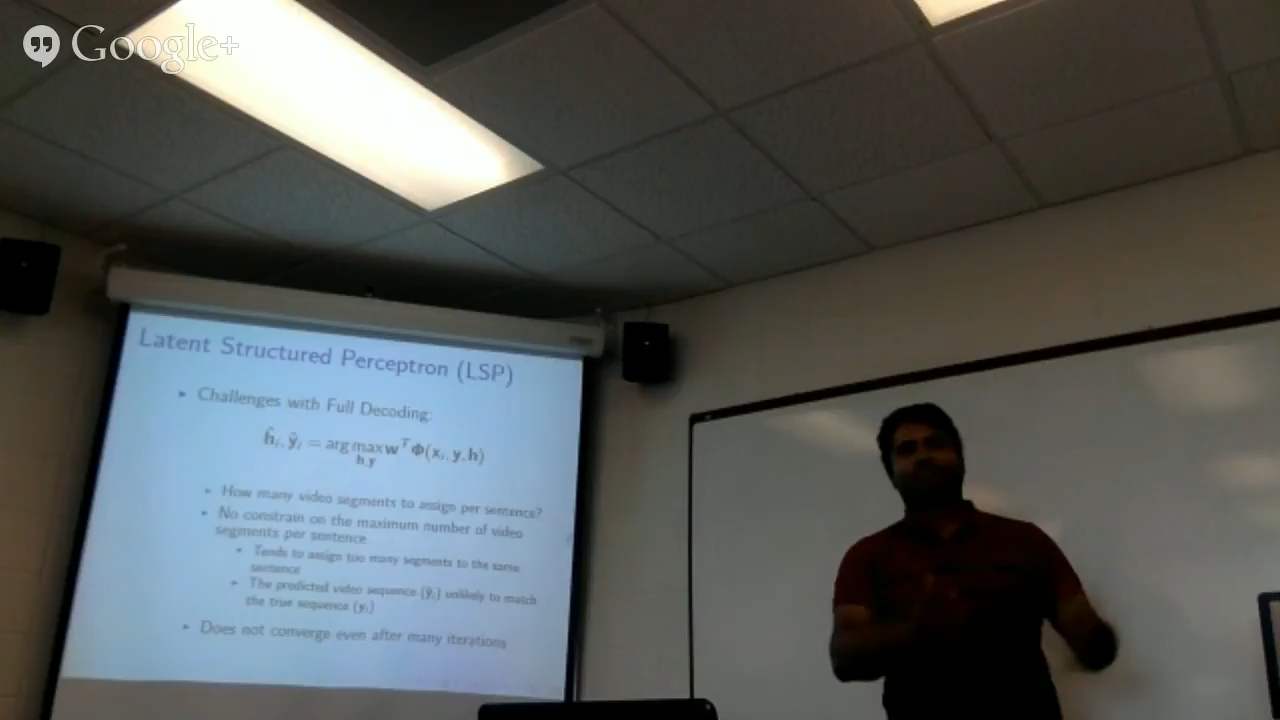 Google+
Latent Structured Perceptron (LSP)
Challenges with Full Decoding:
ĥᵢ, ŷᵢ = arg max wᵀ Φ(xᵢ, y, h)
h,y
How many video segments to assign per sentence?
No constrain on the maximum number of video
segments per sentence
Tends to assign too many segments to the same
sentence
The predicted video sequence (ŷᵢ) unlikely to match
the true sequence (yᵢ)
Does not converge even after many iterations